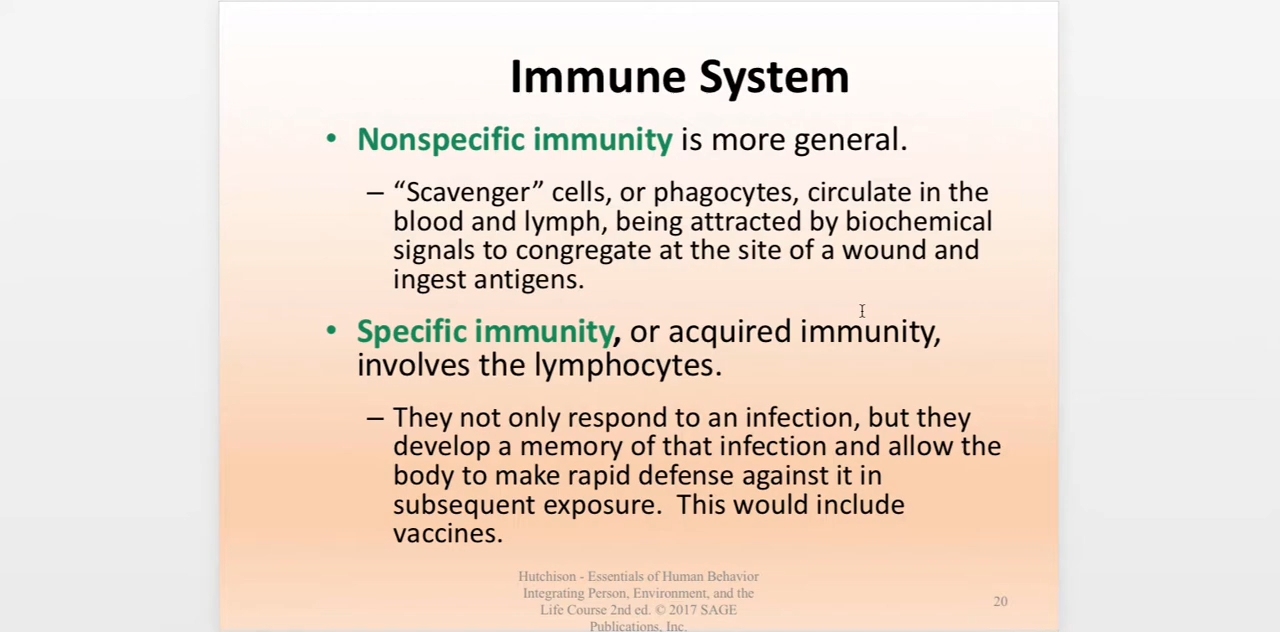 Immune System
• Nonspecific immunity is more general.
– “Scavenger” cells, or phagocytes, circulate in the
blood and lymph, being attracted by biochemical
signals to congregate at the site of a wound and
ingest antigens.
• Specific immunity, or acquired immunity,
involves the lymphocytes.
– They not only respond to an infection, but they
develop a memory of that infection and allow the
body to make rapid defense against it in
subsequent exposure.  This would include
vaccines.
Hutchison - Essentials of Human Behavior
Integrating Person, Environment, and the
Life Course 2nd ed. © 2017 SAGE
Publications, Inc.
20